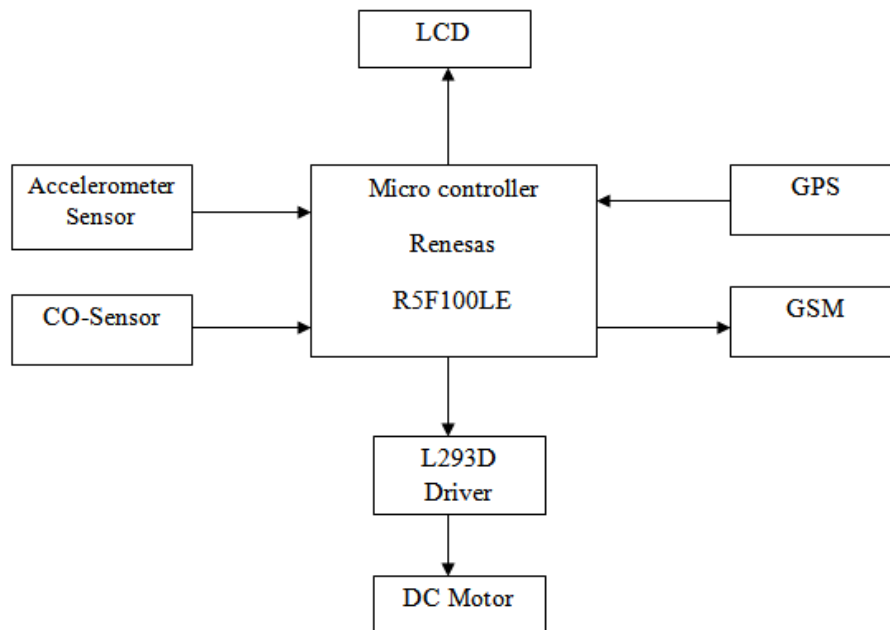 LCD
Accelerometer
Sensor
Micro controller
Renesas
R5F100LE
GPS
CO-Sensor
GSM
L293D
Driver
DC Motor